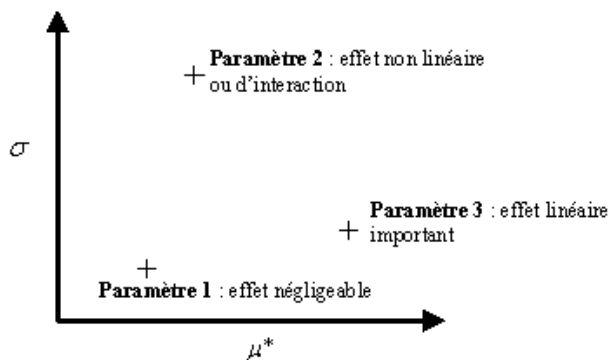 Paramètre 2 : effet non linéaire
ou d'interaction
σ
Paramètre 3 : effet linéaire
important
Paramètre 1 : effet négligeable
μ*